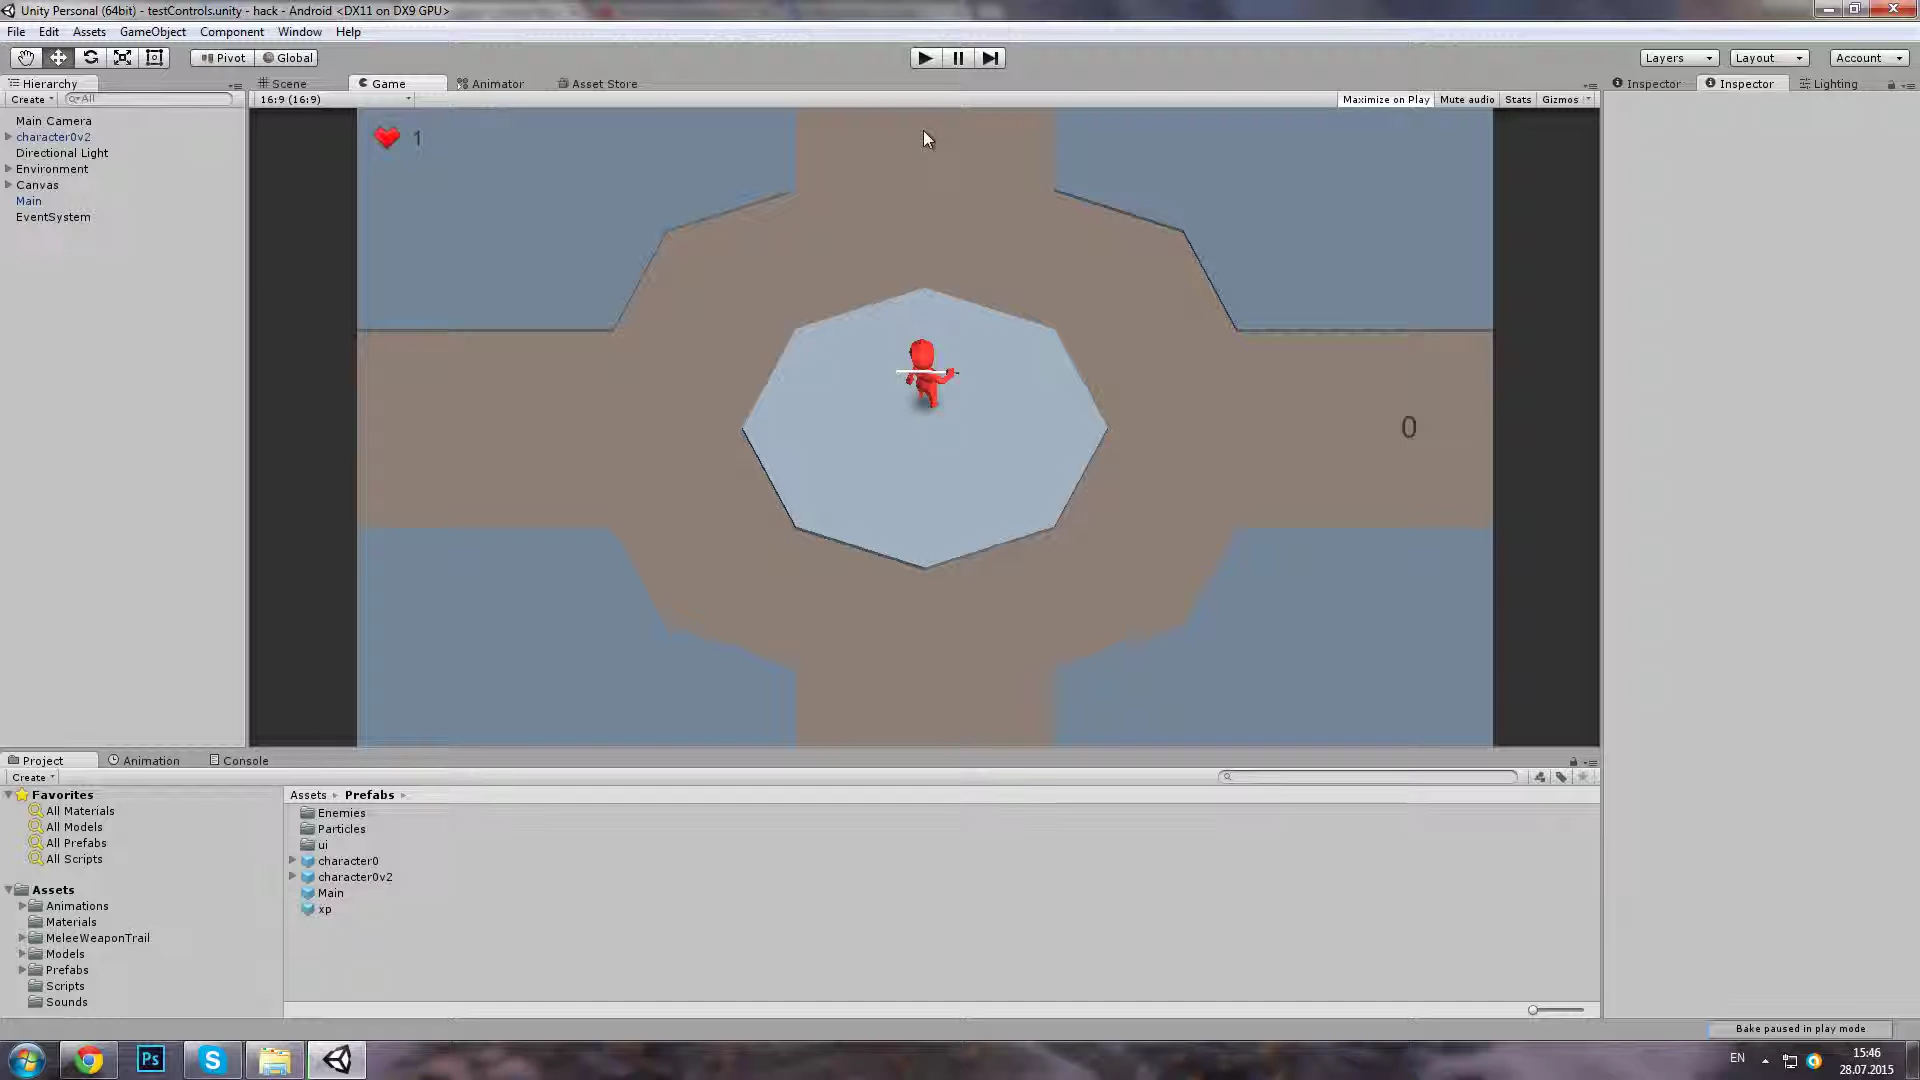 Unity Personal (64bit) - testControls.unity - hack - Android <DX11 on DX9 GPU>
File Edit Assets GameObject Component Window Help
Pivot Global Layers Layout Account
Hierarchy Scene Game Animator Asset Store Inspector Inspector Lighting
Create All 16:9 (16:9) Maximize on Play Mute audio Stats Gizmos
Main Camera
character0v2
Directional Light
Environment
Canvas
Main
EventSystem
1
0
Project Animation Console
Create
Favorites
All Materials
All Models
All Prefabs
All Scripts
Assets
Animations
Materials
MeleeWeaponTrail
Models
Prefabs
Scripts
Sounds
Assets Prefabs
Enemies
Particles
ui
character0
character0v2
Main
xp
Bake paused in play mode
Ps
S
EN
15:46
28.07.2015